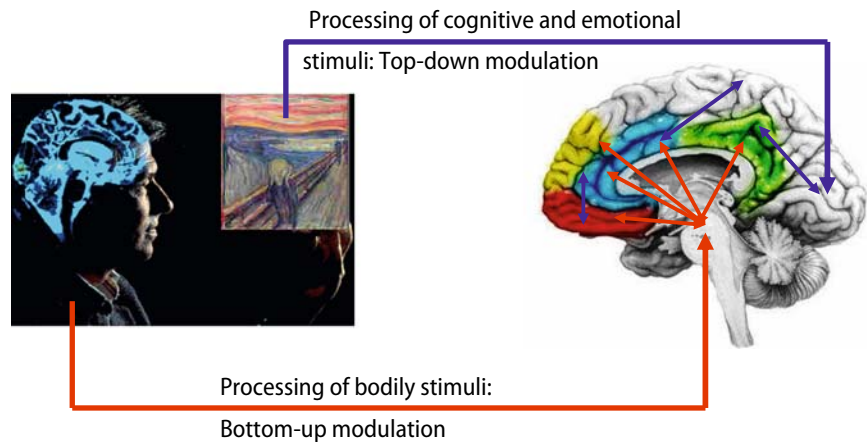 Processing of cognitive and emotional
stimuli: Top-down modulation
Processing of bodily stimuli:
Bottom-up modulation